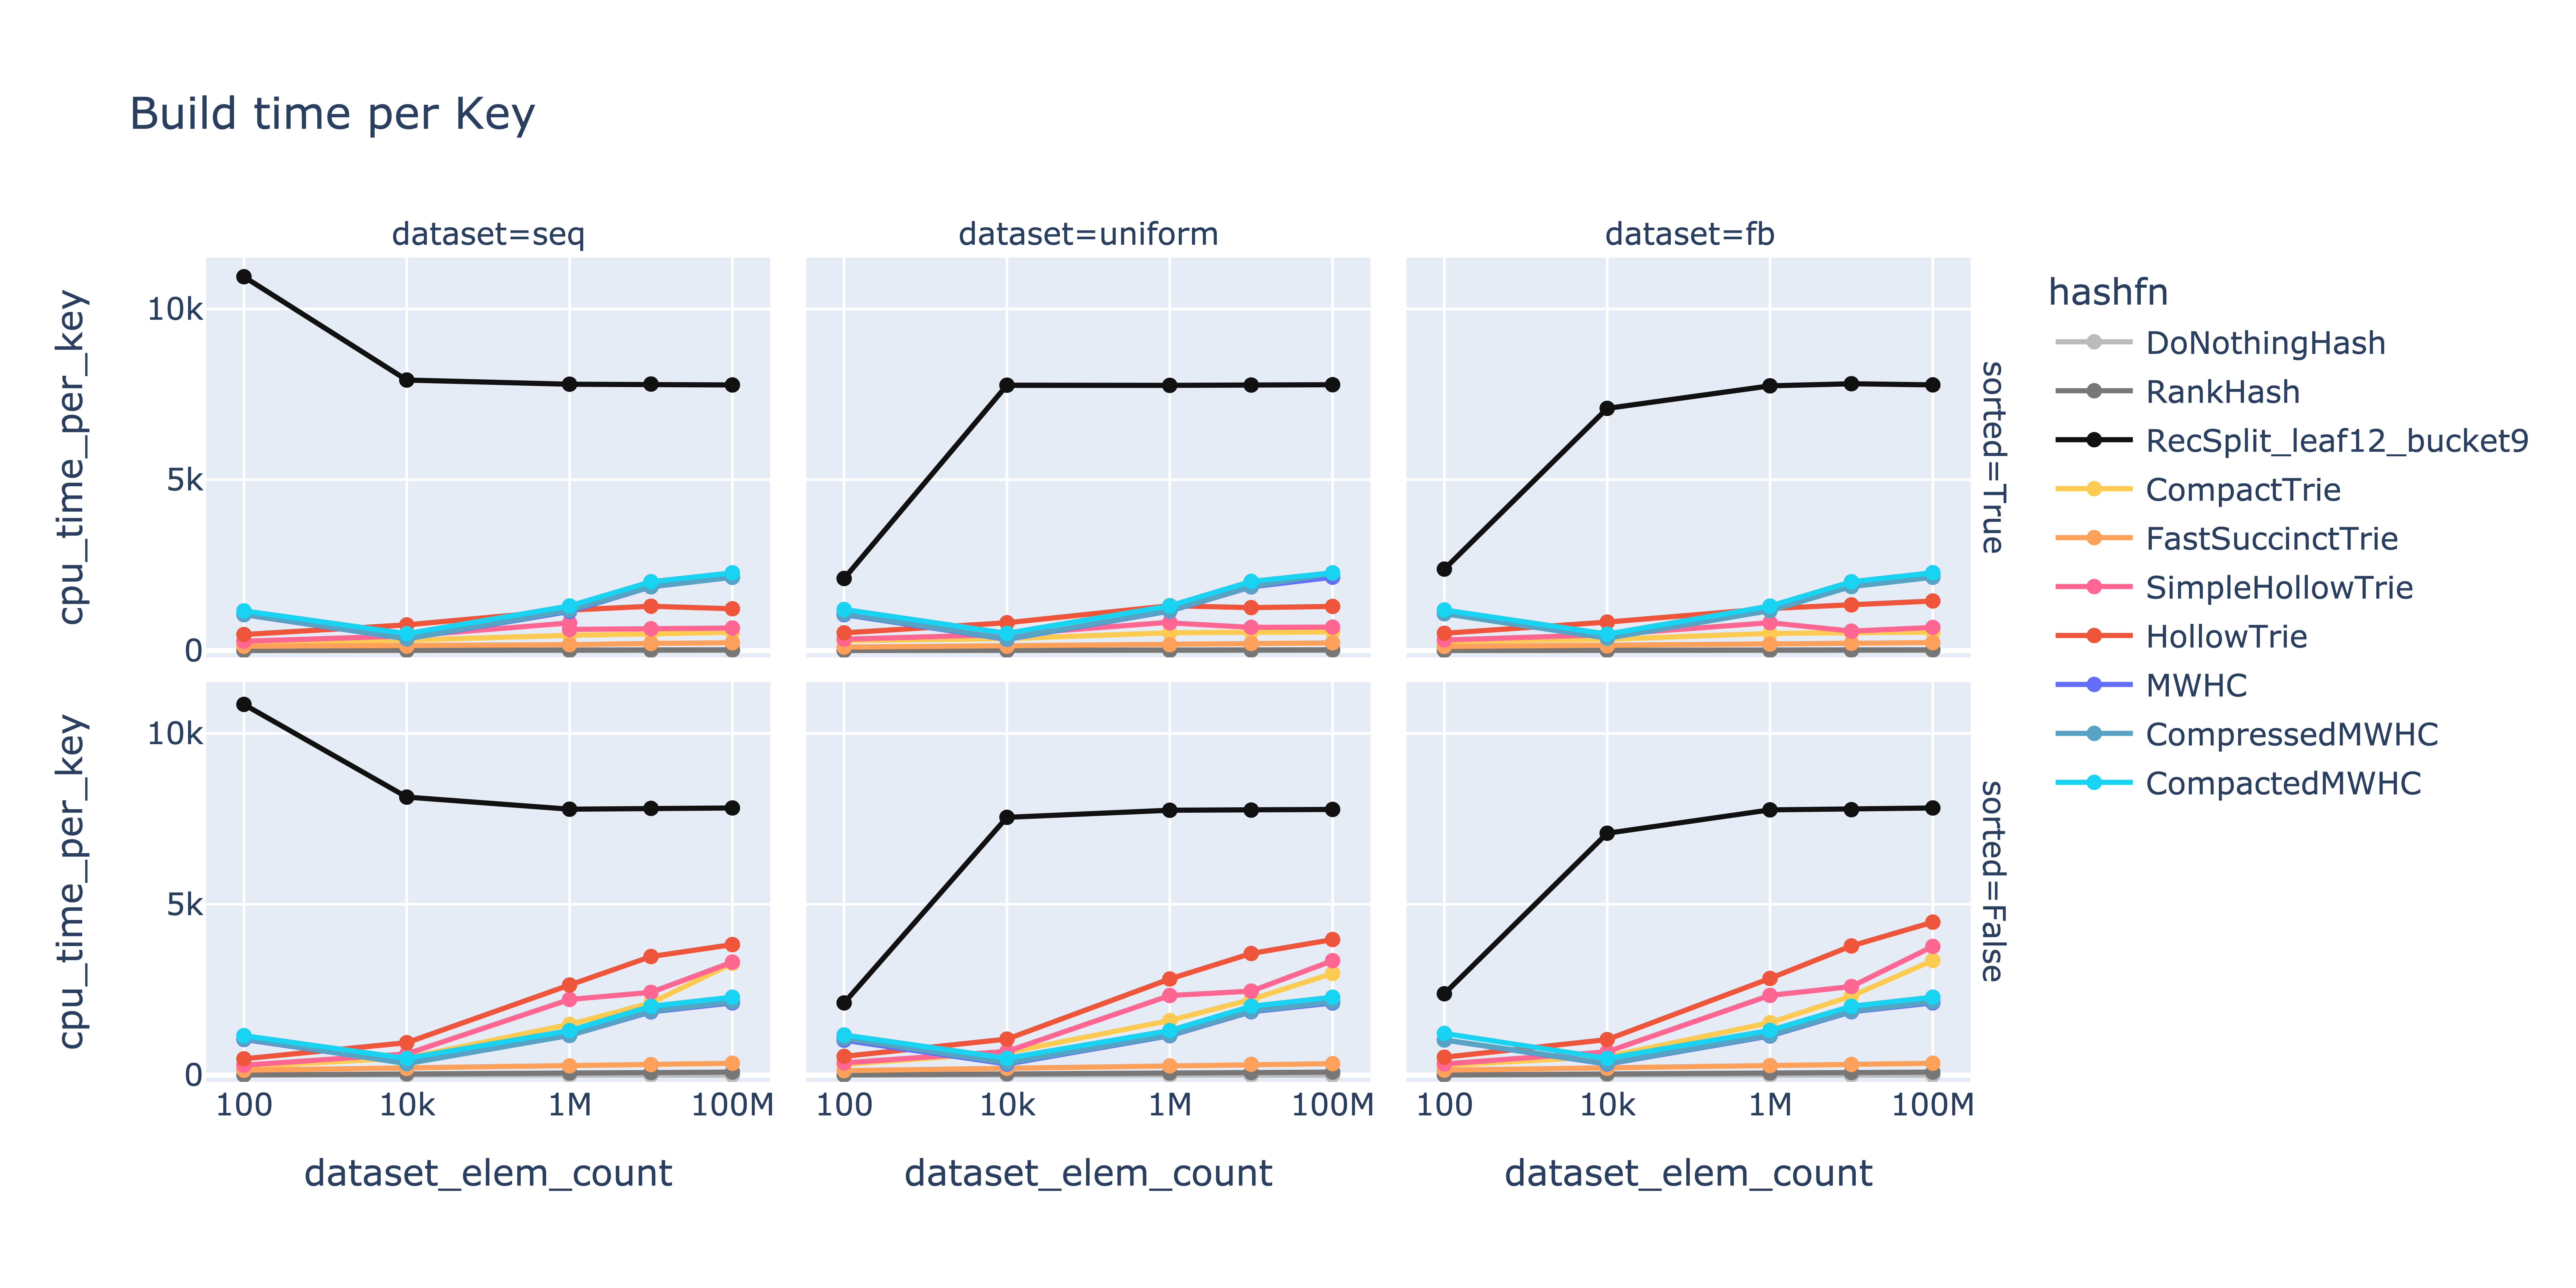 Build time per Key
dataset=seq
dataset=uniform
dataset=fb
cpu_time_per_key
10k
5k
0
sorted=True
cpu_time_per_key
10k
5k
0
sorted=False
100
10k
1M
100M
100
10k
1M
100M
100
10k
1M
100M
dataset_elem_count
dataset_elem_count
dataset_elem_count
hashfn
DoNothingHash
RankHash
RecSplit_leaf12_bucket9
CompactTrie
FastSuccinctTrie
SimpleHollowTrie
HollowTrie
MWHC
CompressedMWHC
CompactedMWHC